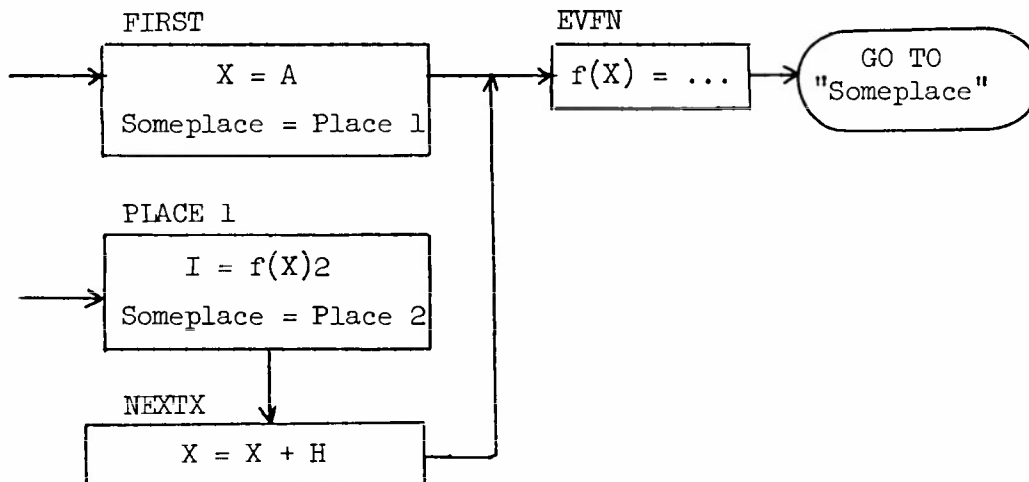 FIRST
X = A
Someplace = Place 1
EVFN
f(X) = ...
GO TO
"Someplace"
PLACE 1
I = f(X)2
Someplace = Place 2
NEXTX
X = X + H